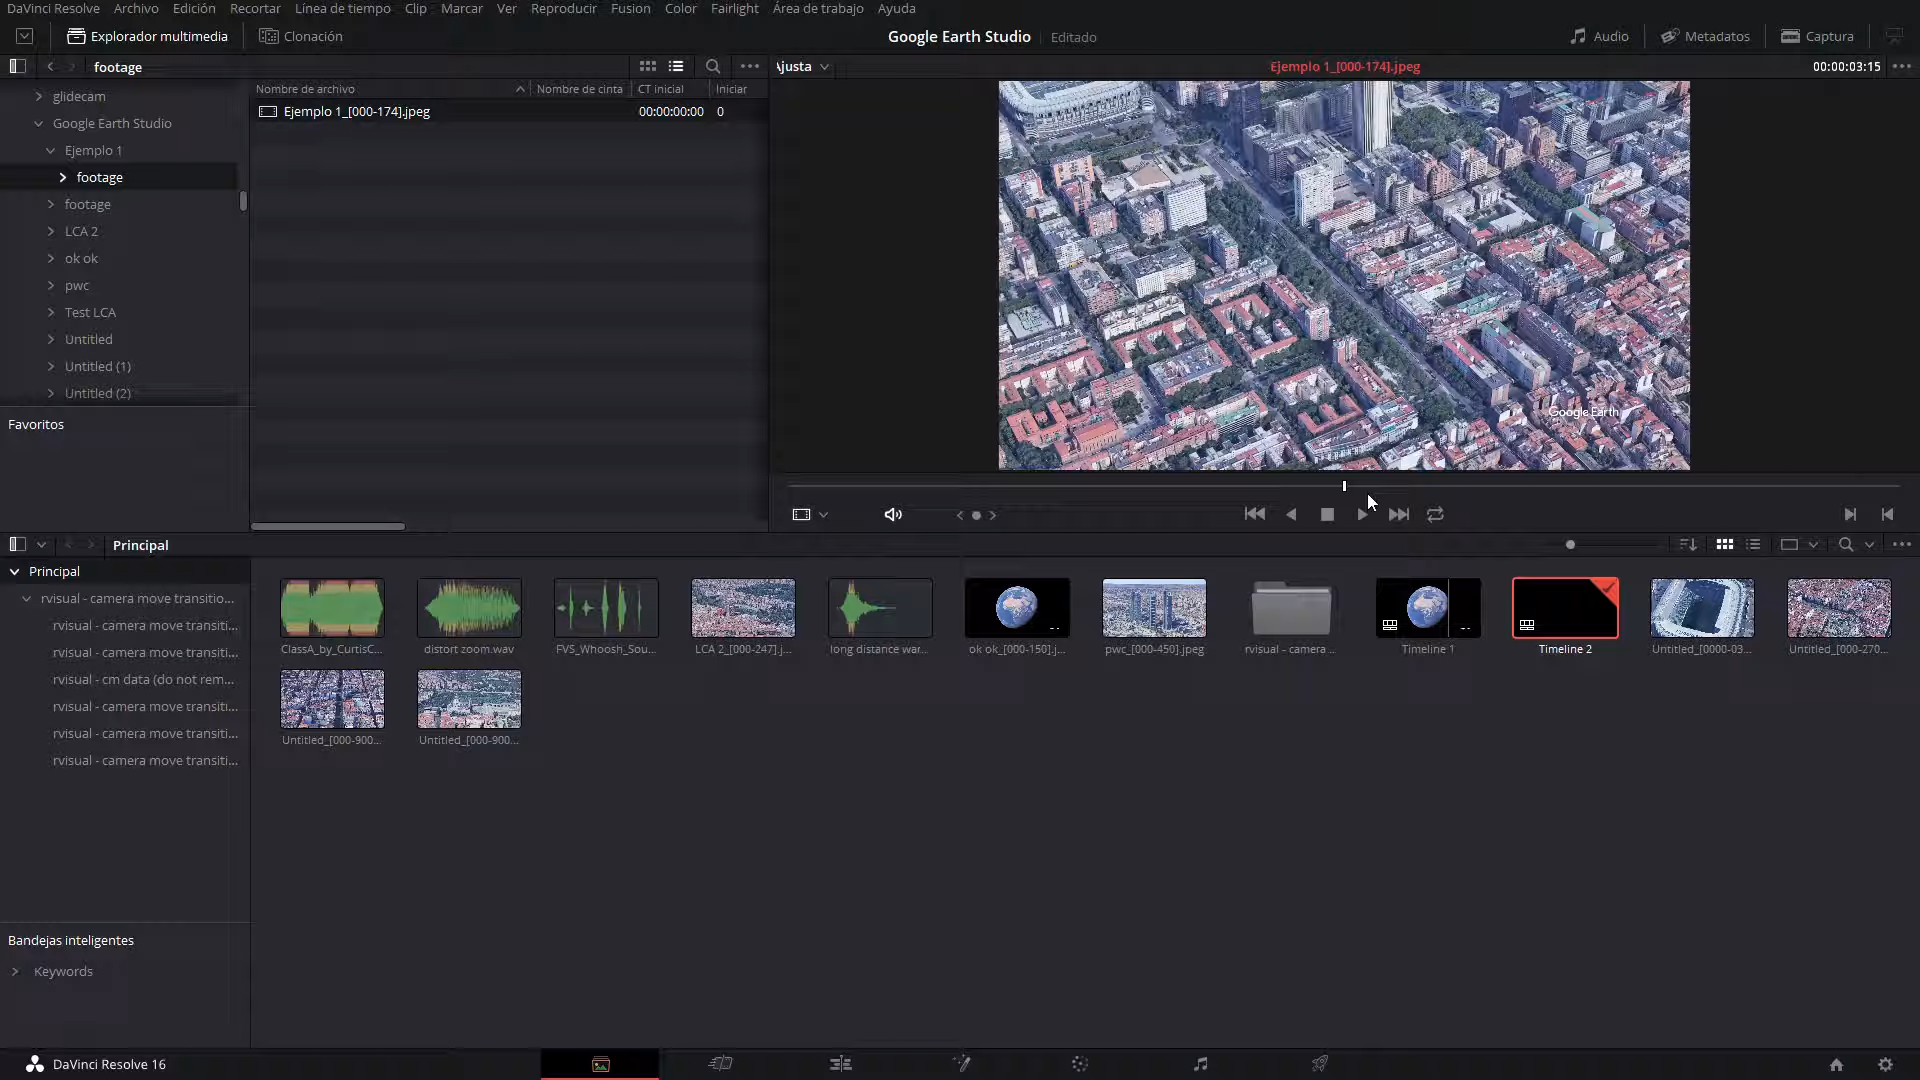 DaVinci Resolve Archivo Edición Recortar Línea de tiempo Clip Marcar Ver Reproducir Fusion Color Fairlight Área de trabajo Ayuda
Explorador multimedia Clonación Google Earth Studio Editado Audio Metadatos Captura
footage Ajusta Ejemplo 1_[000-174].jpeg 00:00:03:15
Nombre de archivo Nombre de cinta CT inicial Iniciar
Ejemplo 1_[000-174].jpeg 00:00:00:00 0
glidecam
Google Earth Studio
Ejemplo 1
footage
footage
LCA 2
ok ok
pwc
Test LCA
Untitled
Untitled (1)
Untitled (2)
Google Earth
Favoritos
Principal
Principal
rvisual - camera move transitio...
rvisual - camera move transiti...
rvisual - camera move transiti...
rvisual - cm data (do not rem...
rvisual - camera move transiti...
rvisual - camera move transiti...
rvisual - camera move transiti...
ClassA_by_CurtisC... distort zoom.wav FVS_Whoosh_Sou... LCA 2_[000-247].j... long distance war... ok ok_[000-150].j... pwc_[000-450].jpeg rvisual - camera ... Timeline 1 Timeline 2 Untitled_[0000-03... Untitled_[000-270...
Untitled_[000-900... Untitled_[000-900...
Bandejas inteligentes
Keywords
DaVinci Resolve 16